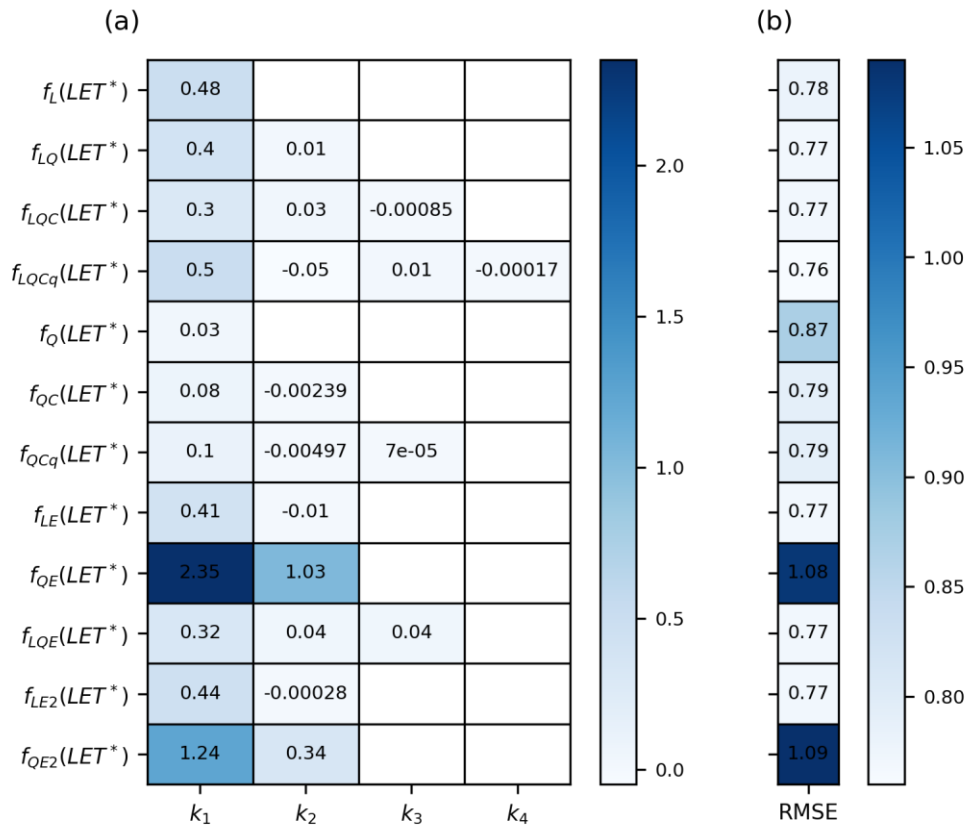 (a) (b)
f_L(LET*) 0.48 0.78
f_LQ(LET*) 0.4 0.01 0.77
f_LQC(LET*) 0.3 0.03 -0.00085 0.77
f_LQCq(LET*) 0.5 -0.05 0.01 -0.00017 0.76
f_Q(LET*) 0.03 0.87
f_QC(LET*) 0.08 -0.00239 0.79
f_QCq(LET*) 0.1 -0.00497 7e-05 0.79
f_LE(LET*) 0.41 -0.01 0.77
f_QE(LET*) 2.35 1.03 1.08
f_LQE(LET*) 0.32 0.04 0.04 0.77
f_LE2(LET*) 0.44 -0.00028 0.77
f_QE2(LET*) 1.24 0.34 1.09
k_1 k_2 k_3 k_4 RMSE
2.0
1.5
1.0
0.5
0.0
1.05
1.00
0.95
0.90
0.85
0.80